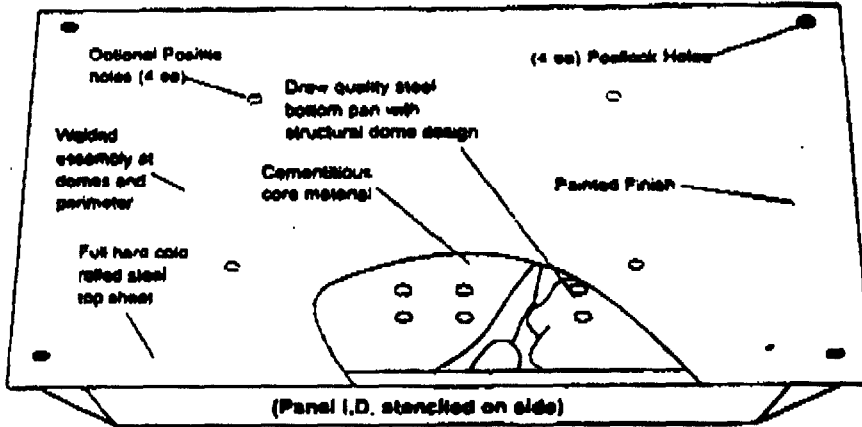 Optional Positile
holes (4 ea)
(4 ea) Poslock Holes
Draw quality steel
bottom pan with
structural dome design
Welded
assembly at
domes and
perimeter
Cementitious
core material
Painted Finish
Full hard cold
rolled steel
top sheet
(Panel I.D. stenciled on side)